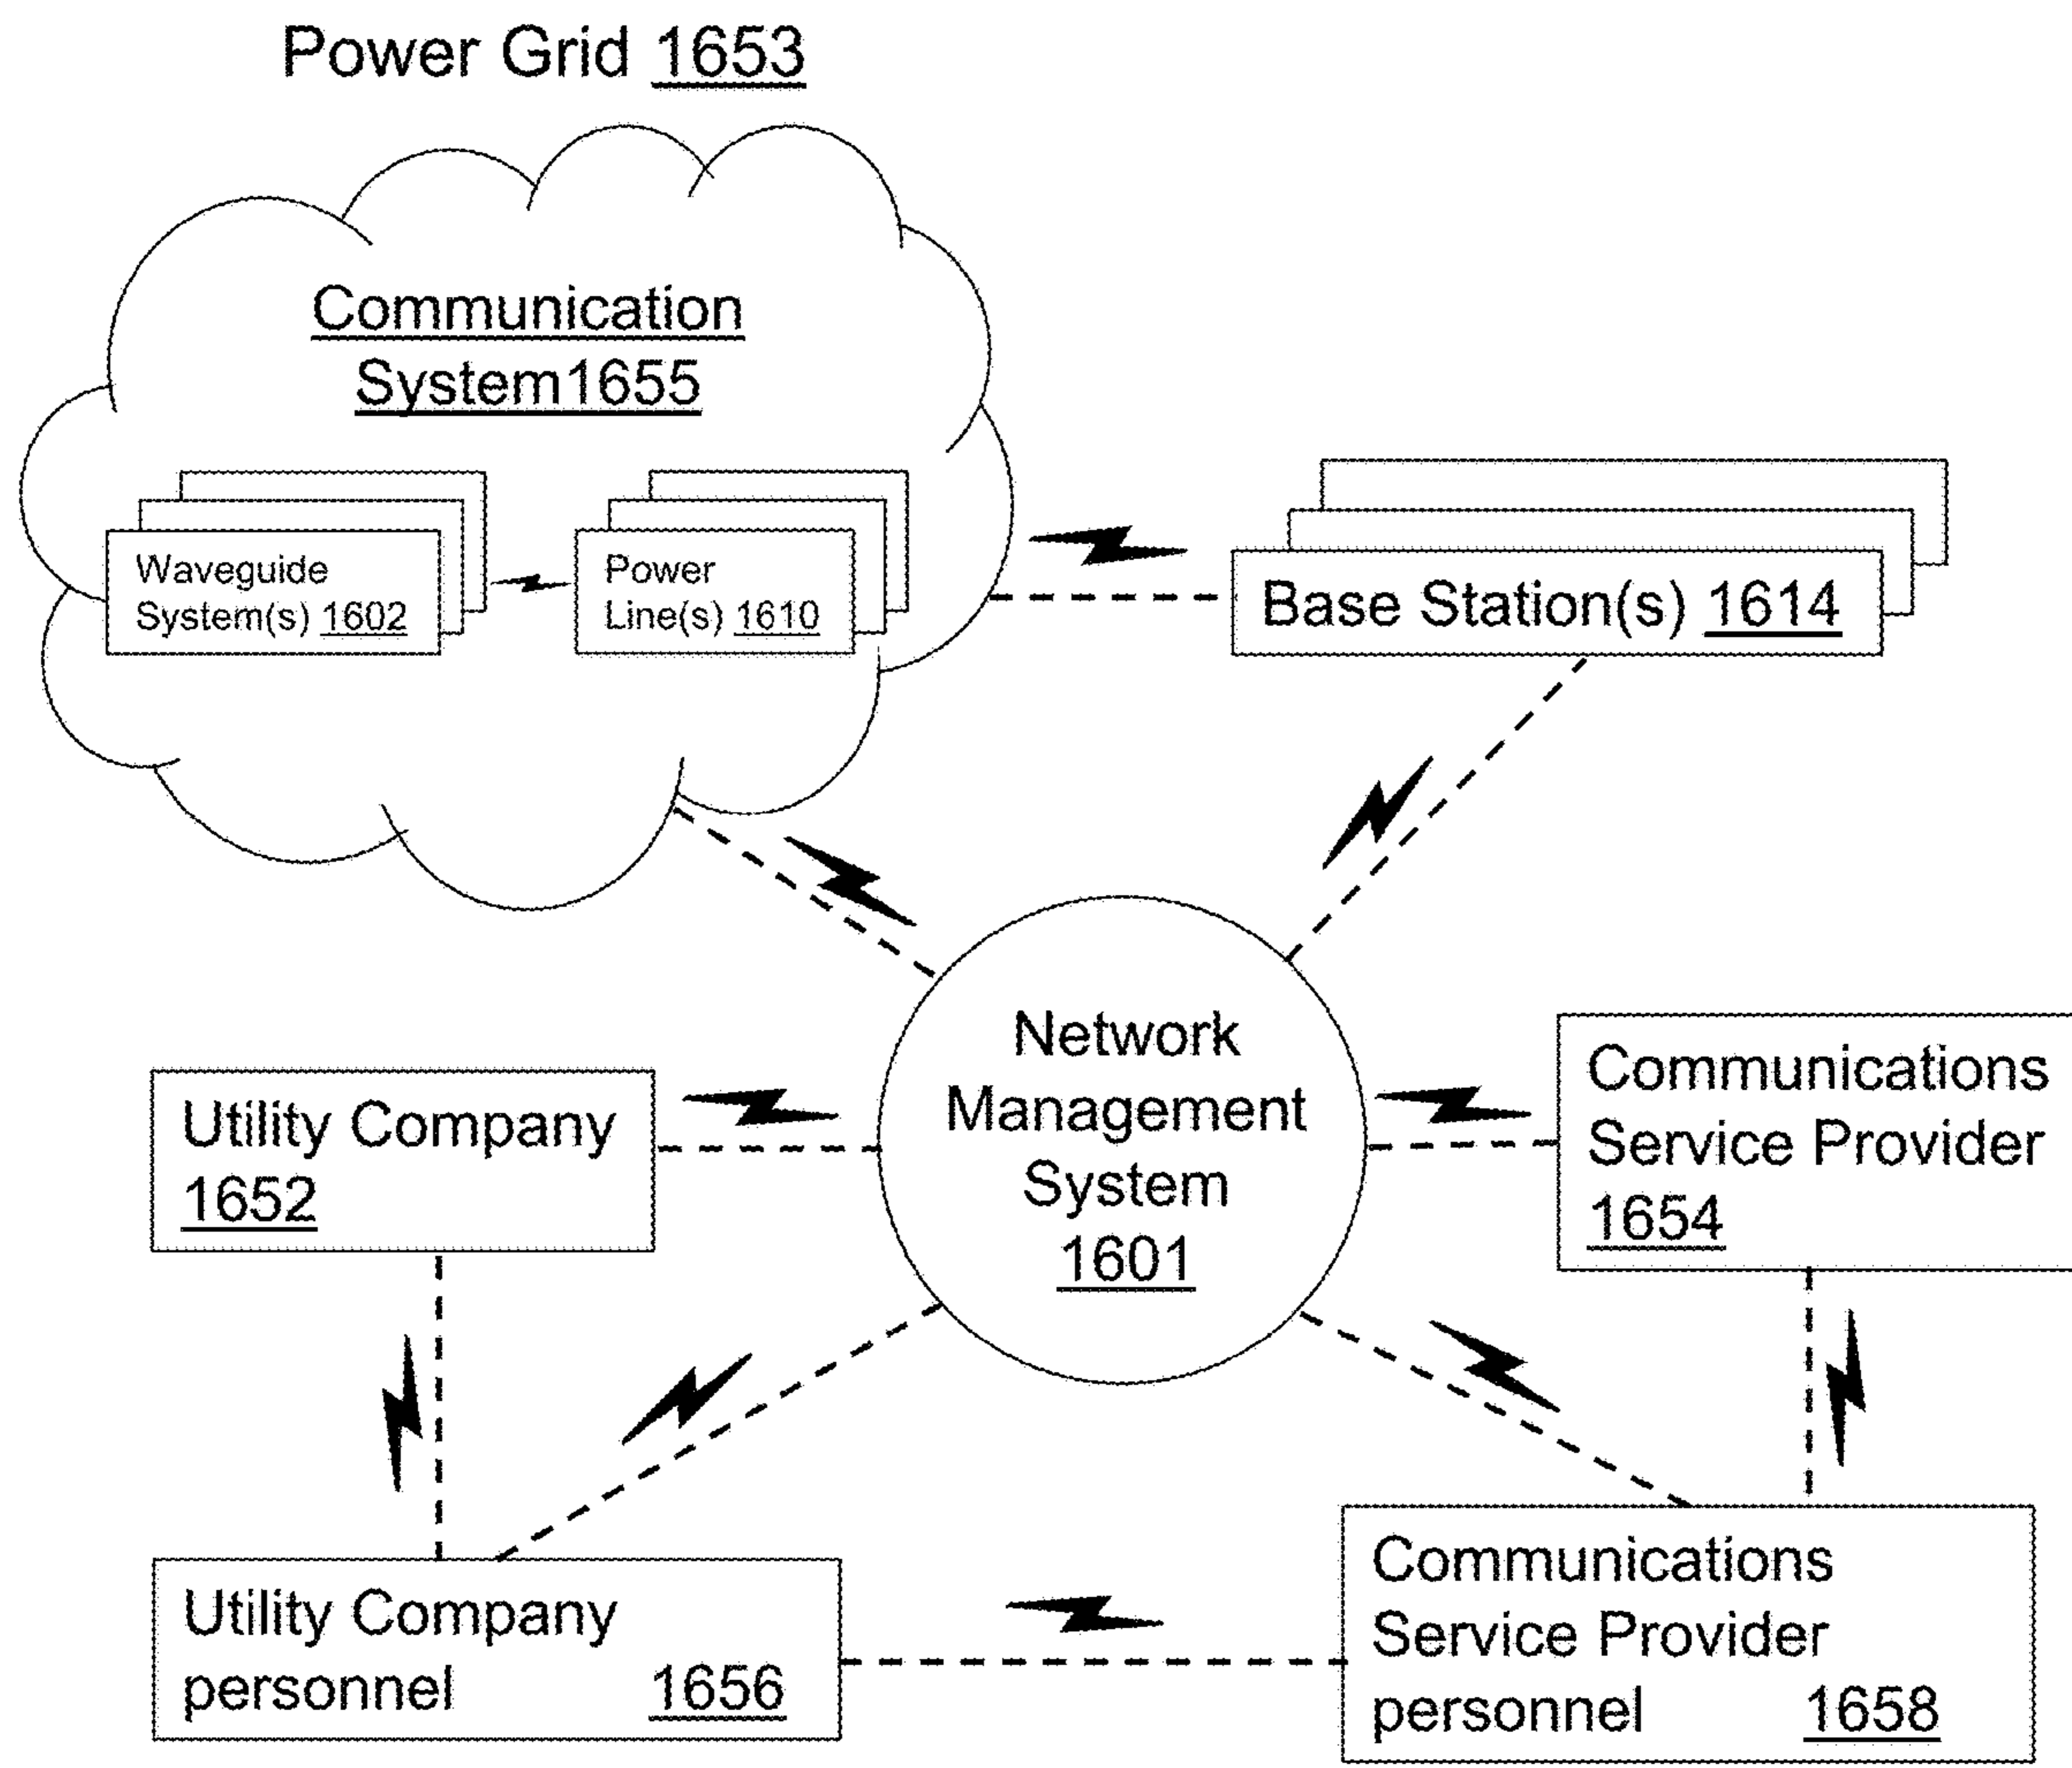 Power Grid 1653
Communication
System1655
Waveguide
System(s) 1602
Power
Line(s) 1610
Base Station(s) 1614
Network
Management
System
1601
Utility Company
1652
Communications
Service Provider
1654
Utility Company
personnel 1656
Communications
Service Provider
personnel 1658